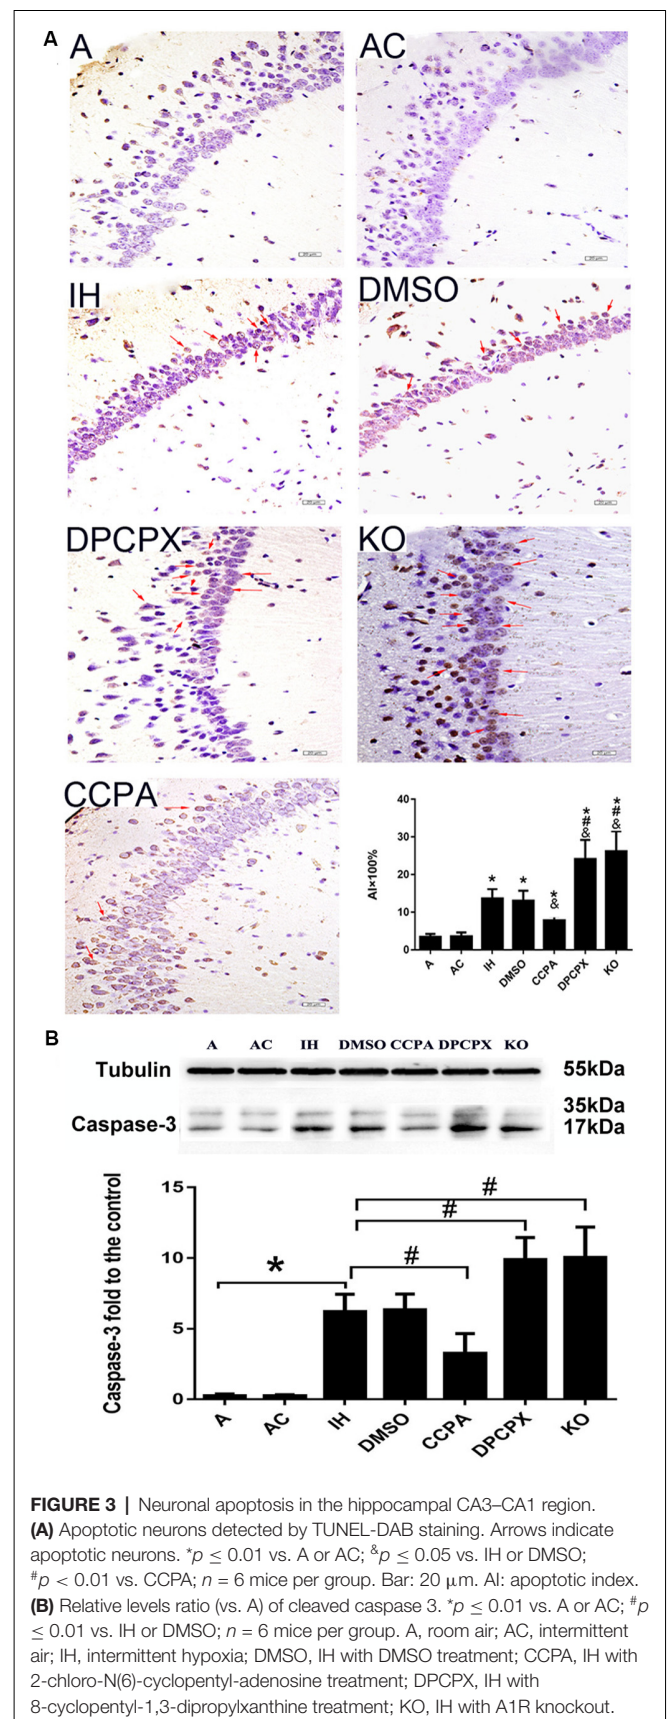 A
A
AC
IH
DMSO
DPCPX
KO
CCPA
AI×100%
40
30
20
10
0
*
*
*
&
*
#
&
*
#
&
A
AC
IH
DMSO
CCPA
DPCPX
KO
B
A AC IH DMSO CCPA DPCPX KO
Tubulin
55kDa
Caspase-3
35kDa
17kDa
Caspase-3 fold to the control
15
10
5
0
*
#
#
#
A
AC
IH
DMSO
CCPA
DPCPX
KO
FIGURE 3 | Neuronal apoptosis in the hippocampal CA3–CA1 region.
(A) Apoptotic neurons detected by TUNEL-DAB staining. Arrows indicate
apoptotic neurons. *p ≤ 0.01 vs. A or AC; &p ≤ 0.05 vs. IH or DMSO;
#p < 0.01 vs. CCPA; n = 6 mice per group. Bar: 20 μm. AI: apoptotic index.
(B) Relative levels ratio (vs. A) of cleaved caspase 3. *p ≤ 0.01 vs. A or AC; #p
≤ 0.01 vs. IH or DMSO; n = 6 mice per group. A, room air; AC, intermittent
air; IH, intermittent hypoxia; DMSO, IH with DMSO treatment; CCPA, IH with
2-chloro-N(6)-cyclopentyl-adenosine treatment; DPCPX, IH with
8-cyclopentyl-1,3-dipropylxanthine treatment; KO, IH with A1R knockout.